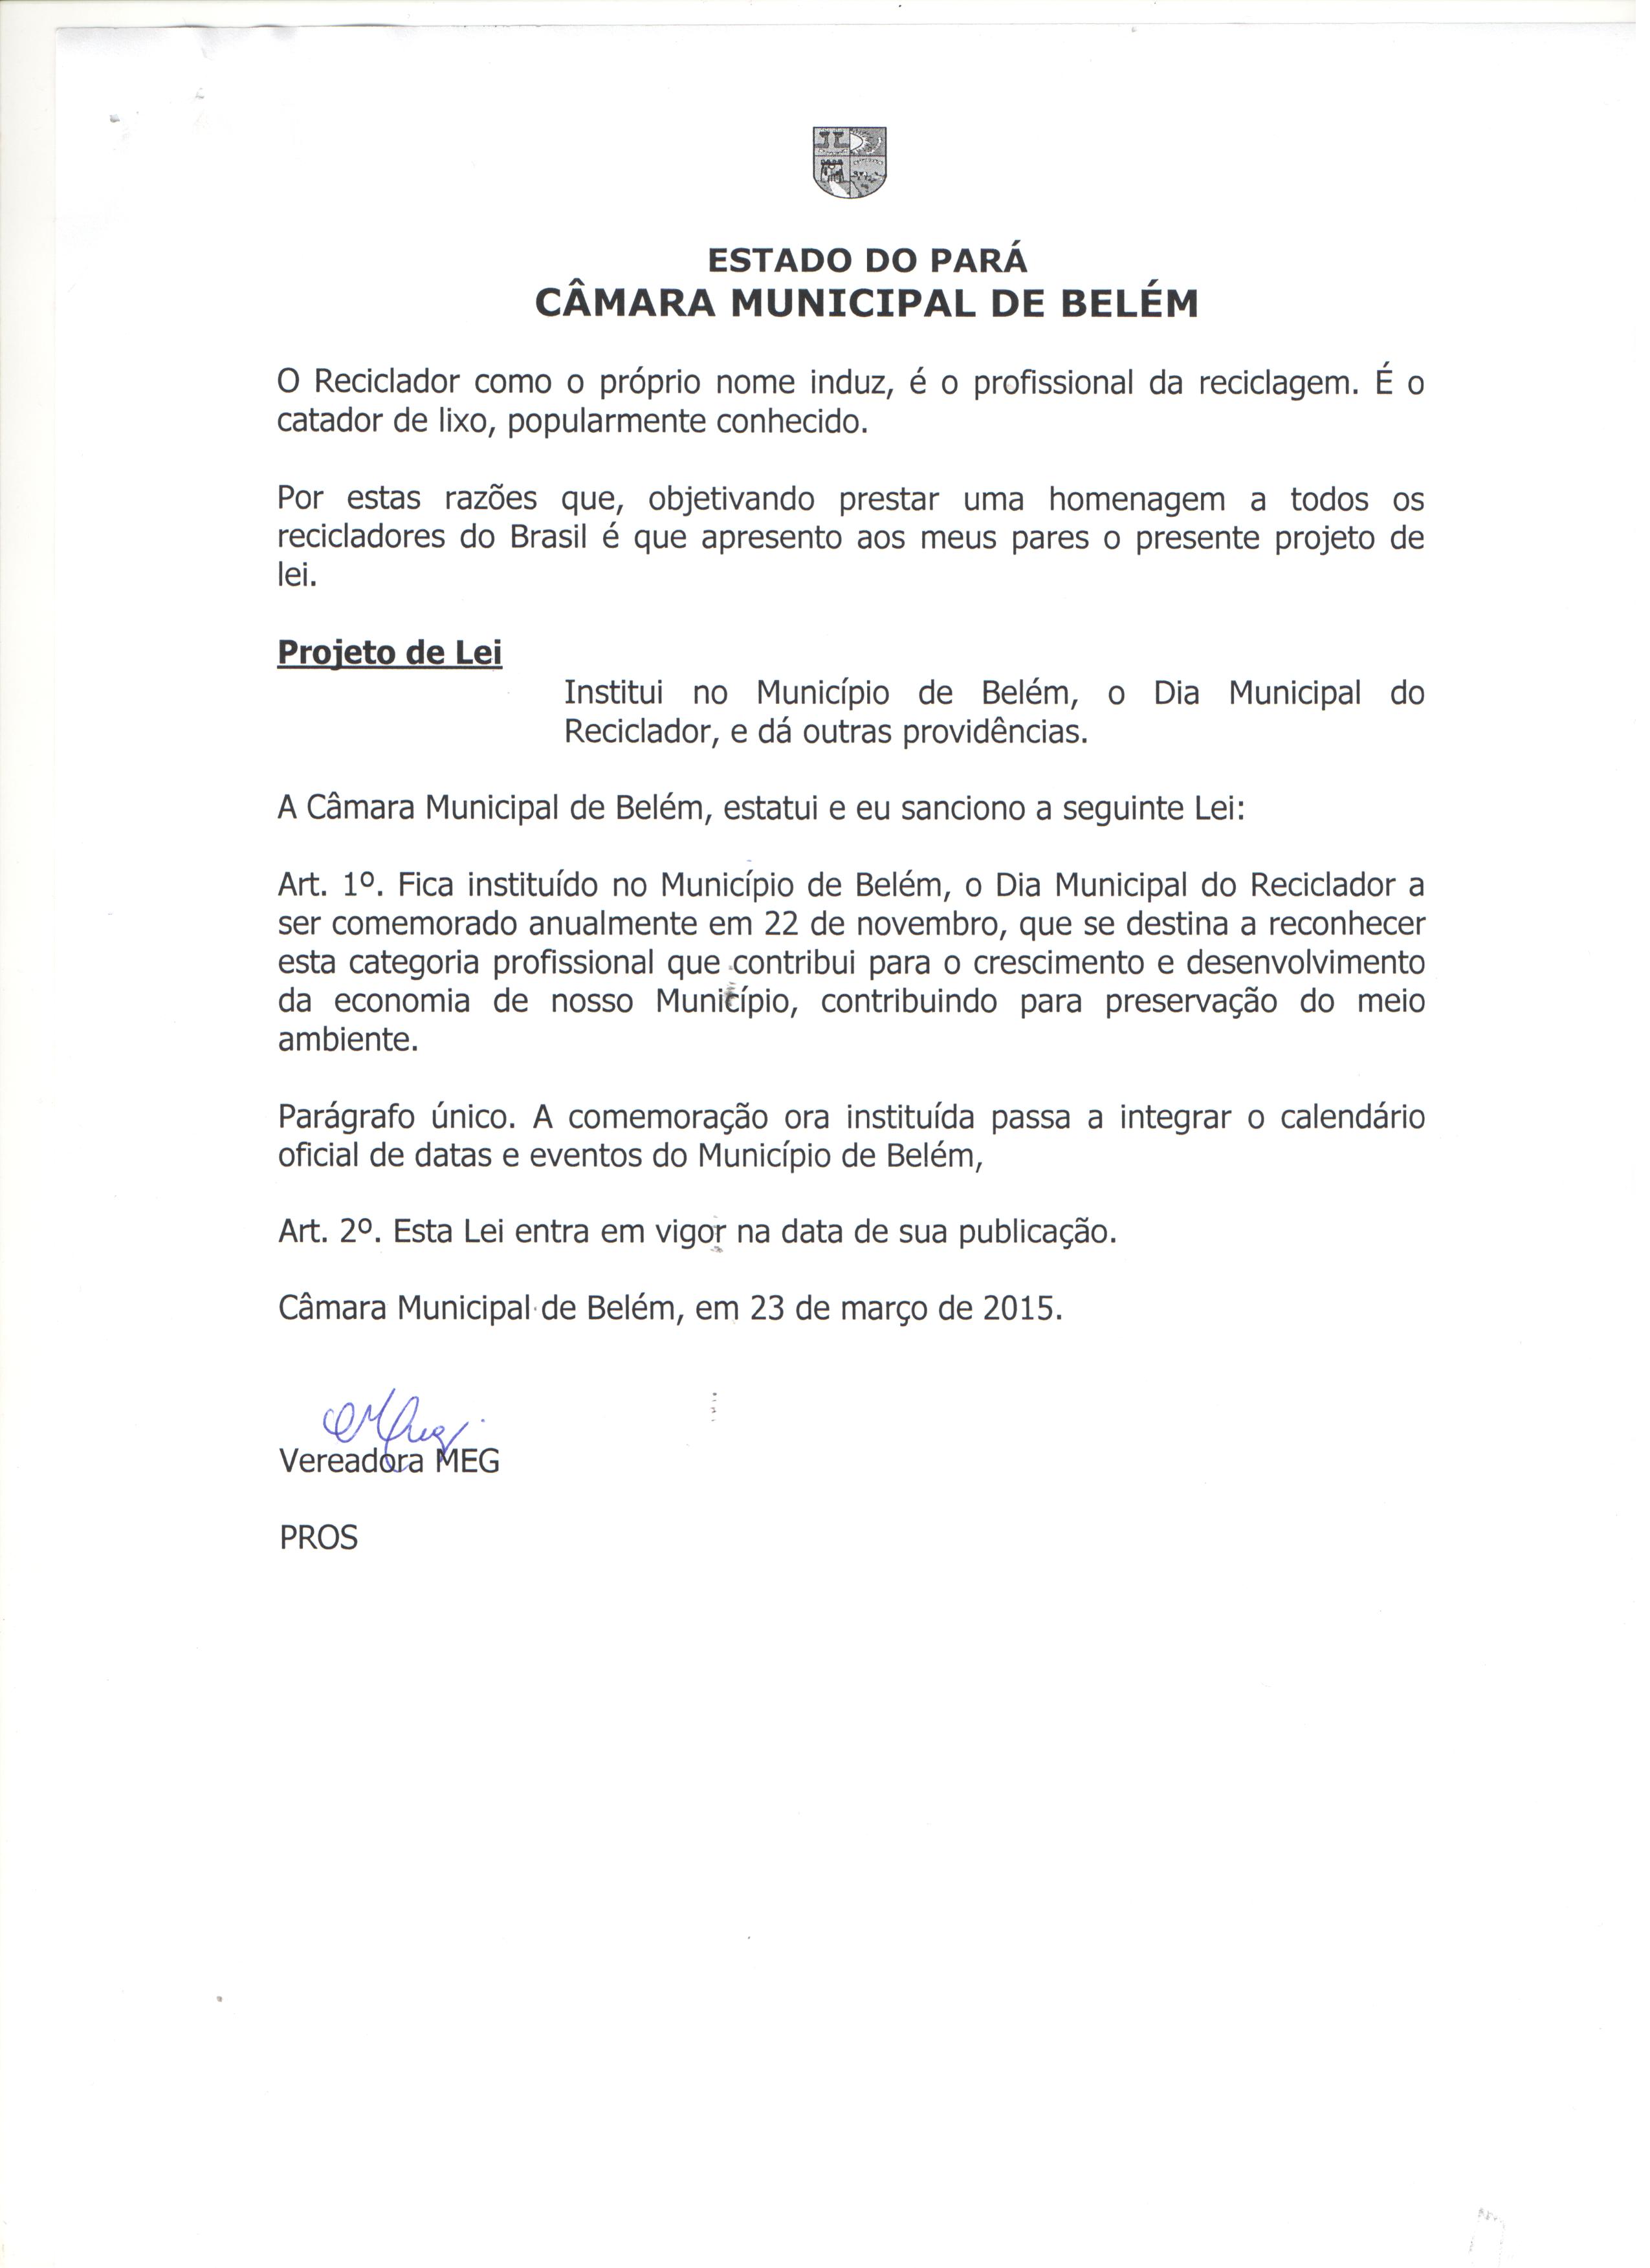 ESTADO DO PARÁ
CÂMARA MUNICIPAL DE BELÉM
O Reciclador como o próprio nome induz, é o profissional da reciclagem. É o
catador de lixo, popularmente conhecido.
Por estas razões que, objetivando prestar uma homenagem a todos os
recicladores do Brasil é que apresento aos meus pares o presente projeto de
lei.
Projeto de Lei
Institui no Município de Belém, o Dia Municipal do
Reciclador, e dá outras providências.
A Câmara Municipal de Belém, estatui e eu sanciono a seguinte Lei:
Art. 1º. Fica instituído no Município de Belém, o Dia Municipal do Reciclador a
ser comemorado anualmente em 22 de novembro, que se destina a reconhecer
esta categoria profissional que contribui para o crescimento e desenvolvimento
da economia de nosso Município, contribuindo para preservação do meio
ambiente.
Parágrafo único. A comemoração ora instituída passa a integrar o calendário
oficial de datas e eventos do Município de Belém,
Art. 2º. Esta Lei entra em vigor na data de sua publicação.
Câmara Municipal de Belém, em 23 de março de 2015.
Vereadora MEG
PROS